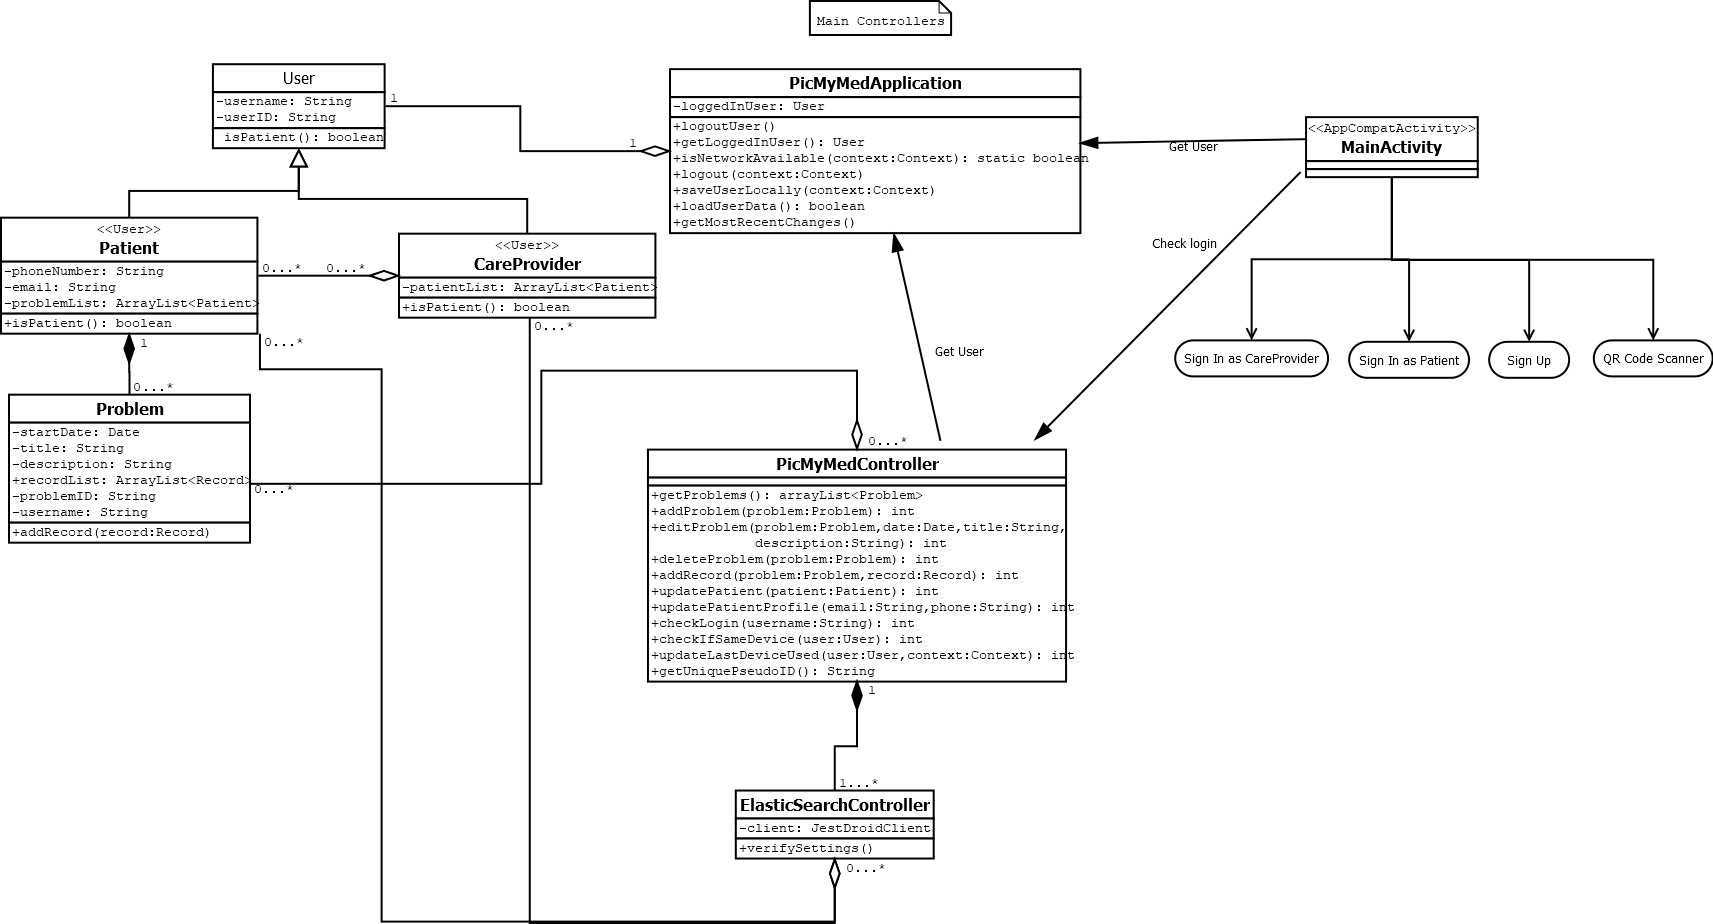 Main Controllers
User
-username: String
-userID: String
isPatient(): boolean
1
1
PicMyMedApplication
-loggedInUser: User
+logoutUser()
+getLoggedInUser(): User
+isNetworkAvailable(context:Context): static boolean
+logout(context:Context)
+saveUserLocally(context:Context)
+loadUserData(): boolean
+getMostRecentChanges()
Get User
<<AppCompatActivity>>
MainActivity
Check login
Sign In as CareProvider
Sign In as Patient
Sign Up
QR Code Scanner
<<User>>
Patient
-phoneNumber: String
-email: String
-problemList: ArrayList<Patient>
+isPatient(): boolean
0...*
0...*
<<User>>
CareProvider
-patientList: ArrayList<Patient>
+isPatient(): boolean
0...*
1
0...*
0...*
Get User
Problem
-startDate: Date
-title: String
-description: String
+recordList: ArrayList<Record>
-problemID: String
-username: String
+addRecord(record:Record)
0...*
0...*
PicMyMedController
+getProblems(): arrayList<Problem>
+addProblem(problem:Problem): int
+editProblem(problem:Problem,date:Date,title:String,
description:String): int
+deleteProblem(problem:Problem): int
+addRecord(problem:Problem,record:Record): int
+updatePatient(patient:Patient): int
+updatePatientProfile(email:String,phone:String): int
+checkLogin(username:String): int
+checkIfSameDevice(user:User): int
+updateLastDeviceUsed(user:User,context:Context): int
+getUniquePseudoID(): String
1
1...*
ElasticSearchController
-client: JestDroidClient
+verifySettings()
0...*